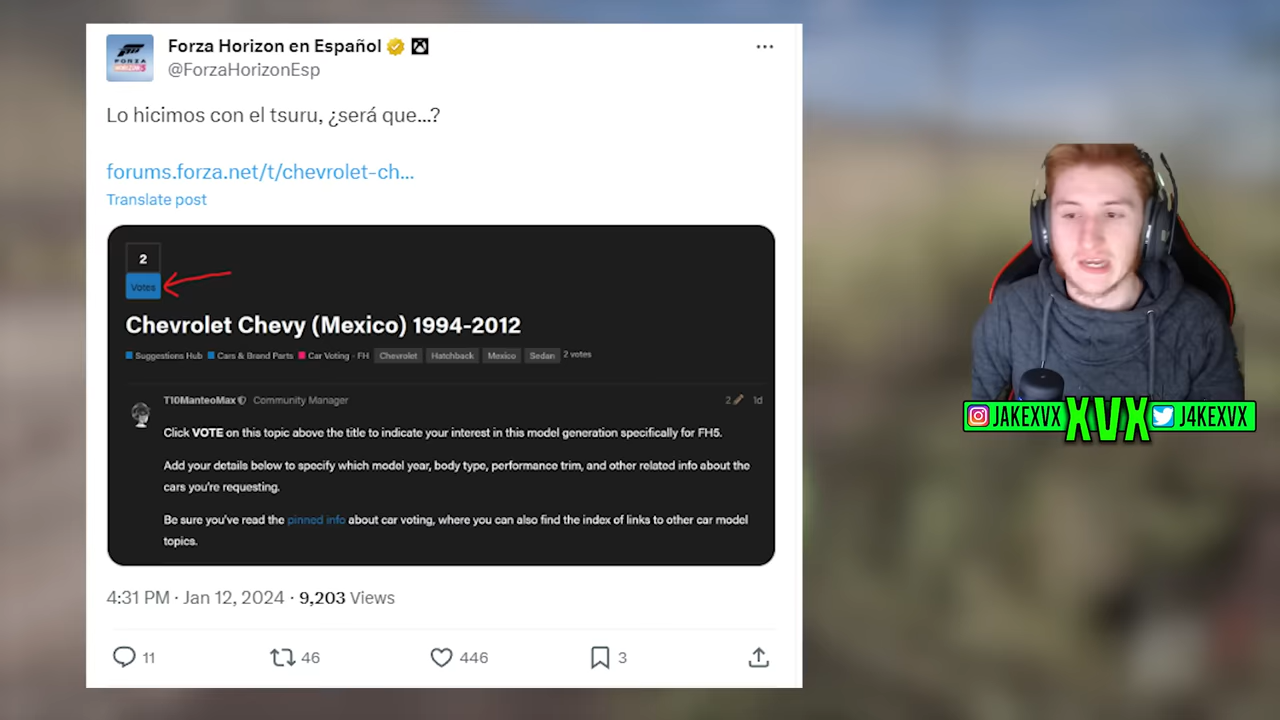 Forza Horizon en Español
@ForzaHorizonEsp
Lo hicimos con el tsuru, ¿será que...?
forums.forza.net/t/chevrolet-ch...
Translate post
2
Votes
Chevrolet Chevy (Mexico) 1994-2012
Suggestions Hub Cars & Brand Parts Car Voting - FH Chevrolet Hatchback Mexico Sedan 2 votes
T10ManteoMax Community Manager 2 1d
Click VOTE on this topic above the title to indicate your interest in this model generation specifically for FH5.
Add your details below to specify which model year, body type, performance trim, and other related info about the
cars you're requesting.
Be sure you've read the pinned info about car voting, where you can also find the index of links to other car model
topics.
4:31 PM · Jan 12, 2024 · 9,203 Views
11 46 446 3
JAKEXVX XVX J4KEXVX